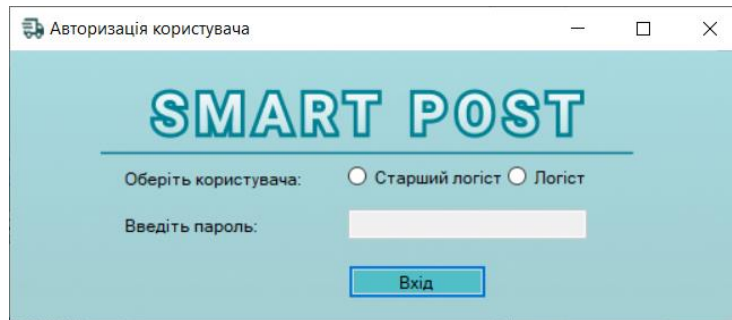 Авторизація користувача
SMART POST
Оберіть користувача: Старший логіст Логіст
Введіть пароль:
Вхід